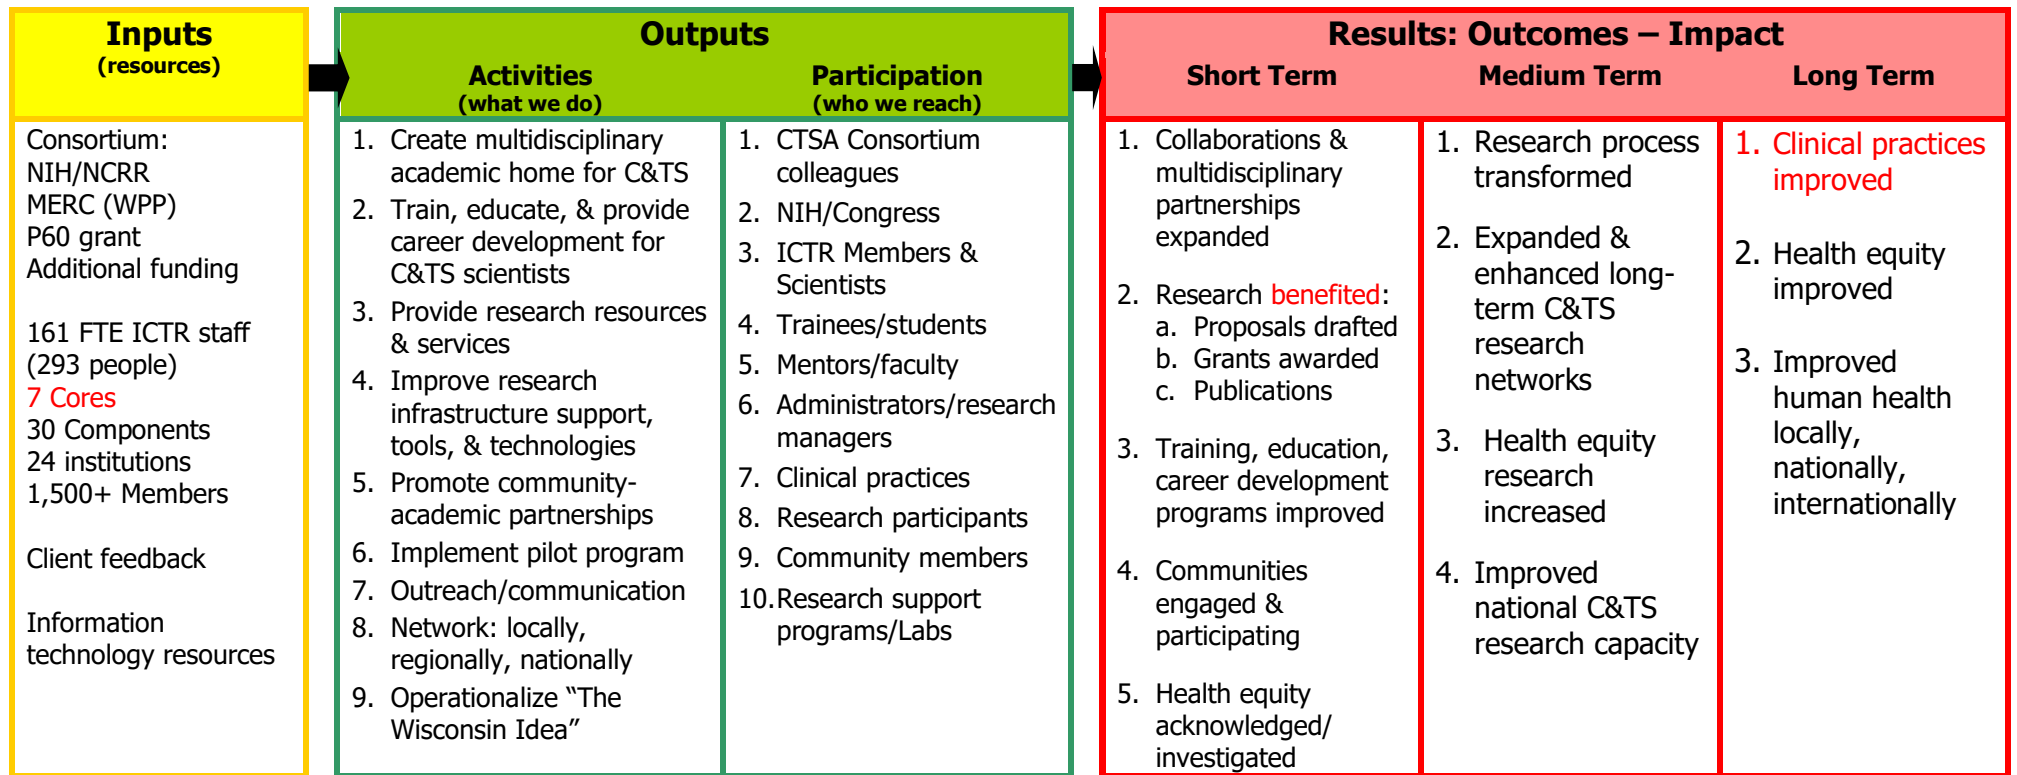 Inputs
(resources)
Consortium:
NIH/NCRR
MERC (WPP)
P60 grant
Additional funding
161 FTE ICTR staff
(293 people)
7 Cores
30 Components
24 institutions
1,500+ Members
Client feedback
Information
technology resources
Outputs
Activities
(what we do)
1. Create multidisciplinary
academic home for C&TS
2. Train, educate, & provide
career development for
C&TS scientists
3. Provide research resources
& services
4. Improve research
infrastructure support,
tools, & technologies
5. Promote community-
academic partnerships
6. Implement pilot program
7. Outreach/communication
8. Network: locally,
regionally, nationally
9. Operationalize “The
Wisconsin Idea”
Participation
(who we reach)
1. CTSA Consortium
colleagues
2. NIH/Congress
3. ICTR Members &
Scientists
4. Trainees/students
5. Mentors/faculty
6. Administrators/research
managers
7. Clinical practices
8. Research participants
9. Community members
10.Research support
programs/Labs
Results: Outcomes – Impact
Short Term
1. Collaborations &
multidisciplinary
partnerships
expanded
2. Research benefited:
a. Proposals drafted
b. Grants awarded
c. Publications
3. Training, education,
career development
programs improved
4. Communities
engaged &
participating
5. Health equity
acknowledged/
investigated
Medium Term
1. Research process
transformed
2. Expanded &
enhanced long-
term C&TS
research
networks
3. Health equity
research
increased
4. Improved
national C&TS
research capacity
Long Term
1. Clinical practices
improved
2. Health equity
improved
3. Improved
human health
locally,
nationally,
internationally